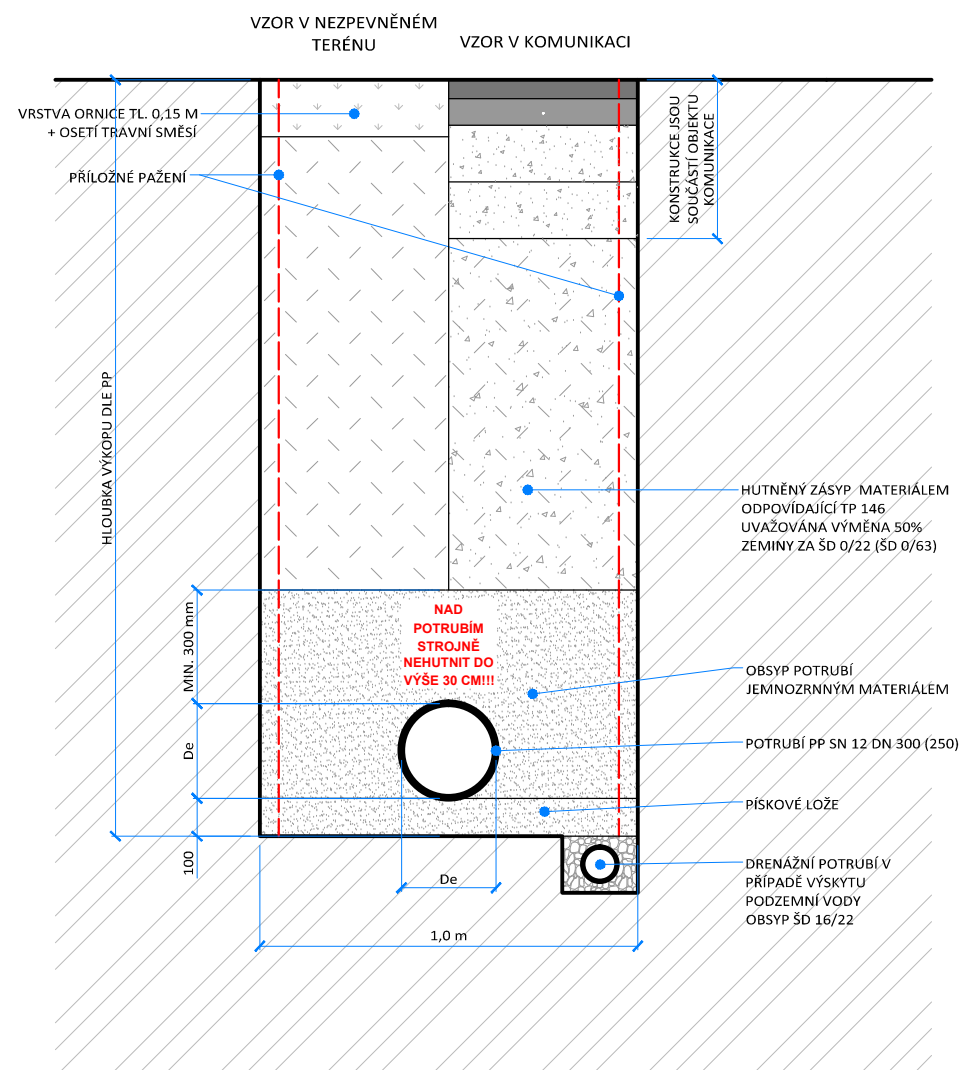 VZOR V NEZPEVNĚNÉM
TERÉNU
VZOR V KOMUNIKACI
VRSTVA ORNICE TL. 0,15 M
+ OSETÍ TRAVNÍ SMĚSÍ
PŘÍLOŽNÉ PAŽENÍ
KONSTRUKCE JSOU
SOUČÁSTÍ OBJEKTU
KOMUNIKACE
HLOUBKA VÝKOPU DLE PP
HUTNĚNÝ ZÁSYP MATERIÁLEM
ODPOVÍDAJÍCÍ TP 146
UVAŽOVÁNA VÝMĚNA 50%
ZEMINY ZA ŠD 0/22 (ŠD 0/63)
MIN. 300 mm
NAD
POTRUBÍM
STROJNĚ
NEHUTNIT DO
VÝŠE 30 CM!!!
OBSYP POTRUBÍ
JEMNOZRNNÝM MATERIÁLEM
De
POTRUBÍ PP SN 12 DN 300 (250)
PÍSKOVÉ LOŽE
100
De
DRENÁŽNÍ POTRUBÍ V
PŘÍPADĚ VÝSKYTU
PODZEMNÍ VODY
OBSYP ŠD 16/22
1,0 m